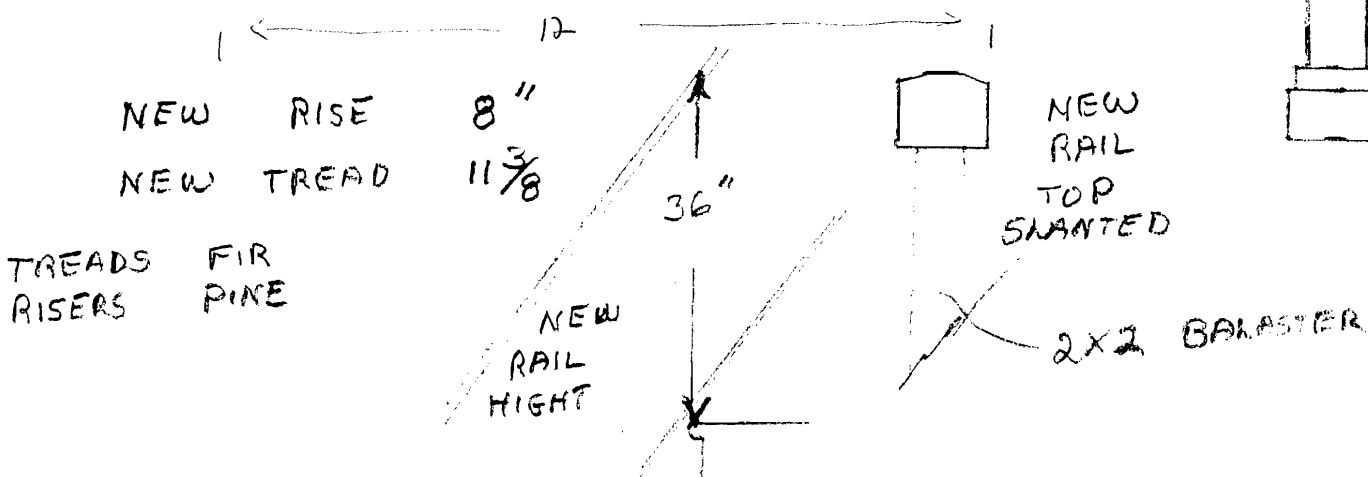 12
NEW RISE 8"
NEW TREAD 11 3/8
TREADS FIR
RISERS PINE
36"
NEW
RAIL
HIGHT
NEW
RAIL
TOP
SLANTED
2X2 BALASTER